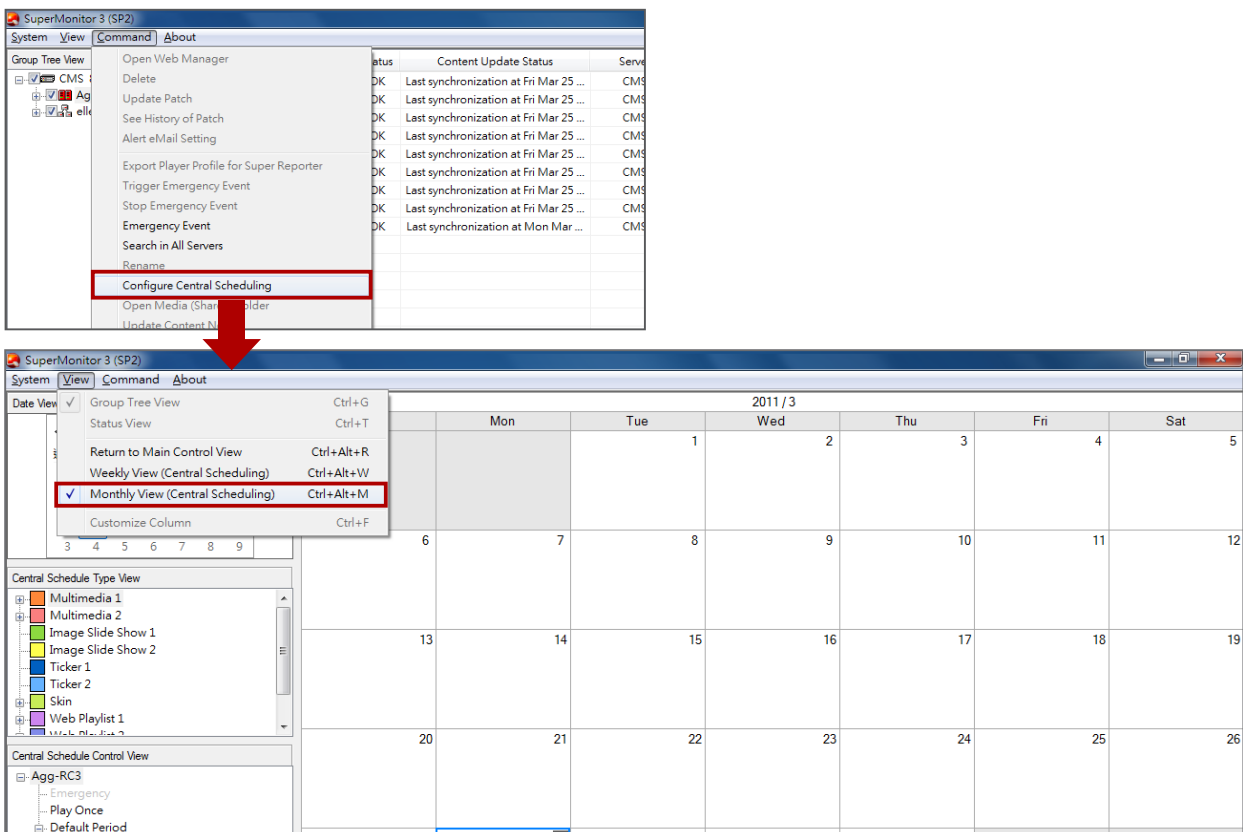 SuperMonitor 3 (SP2)
System View Command About
Group Tree View
CMS
Ag
elle
Open Web Manager
Delete
Update Patch
See History of Patch
Alert eMail Setting
Export Player Profile for Super Reporter
Trigger Emergency Event
Stop Emergency Event
Emergency Event
Search in All Servers
Rename
Configure Central Scheduling
Open Media (Shar older
Update Content N
atus Content Update Status Serve
OK Last synchronization at Fri Mar 25 ... CMS
OK Last synchronization at Fri Mar 25 ... CMS
OK Last synchronization at Fri Mar 25 ... CMS
OK Last synchronization at Fri Mar 25 ... CMS
OK Last synchronization at Fri Mar 25 ... CMS
OK Last synchronization at Fri Mar 25 ... CMS
OK Last synchronization at Fri Mar 25 ... CMS
OK Last synchronization at Fri Mar 25 ... CMS
OK Last synchronization at Mon Mar ... CMS
SuperMonitor 3 (SP2)
System View Command About
Date View
Group Tree View Ctrl+G
Status View Ctrl+T
Return to Main Control View Ctrl+Alt+R
Weekly View (Central Scheduling) Ctrl+Alt+W
Monthly View (Central Scheduling) Ctrl+Alt+M
Customize Column Ctrl+F
3 4 5 6 7 8 9
2011 / 3
Mon Tue Wed Thu Fri Sat
1 2 3 4 5
6 7 8 9 10 11 12
13 14 15 16 17 18 19
20 21 22 23 24 25 26
Central Schedule Type View
Multimedia 1
Multimedia 2
Image Slide Show 1
Image Slide Show 2
Ticker 1
Ticker 2
Skin
Web Playlist 1
Web Playlist 2
Central Schedule Control View
Agg-RC3
Emergency
Play Once
Default Period